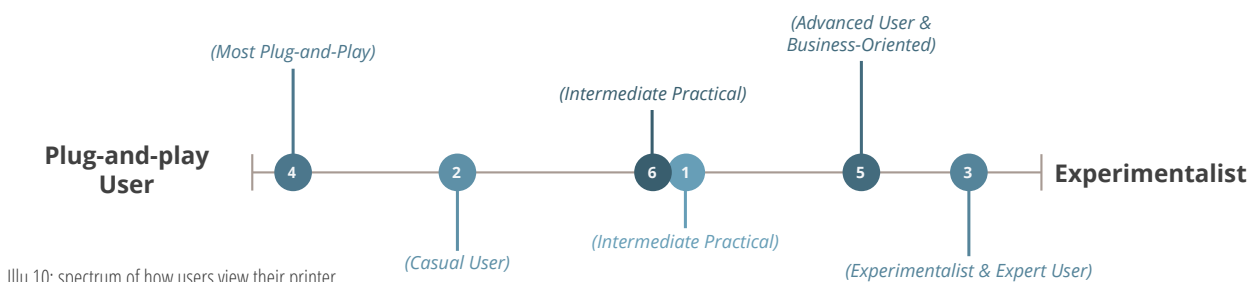 (Advanced User &
Business-Oriented)
(Most Plug-and-Play)
(Intermediate Practical)
Plug-and-play
User
4
2
6
1
5
3
Experimentalist
(Intermediate Practical)
(Casual User)
(Experimentalist & Expert User)
Illu 10: spectrum of how users view their printer